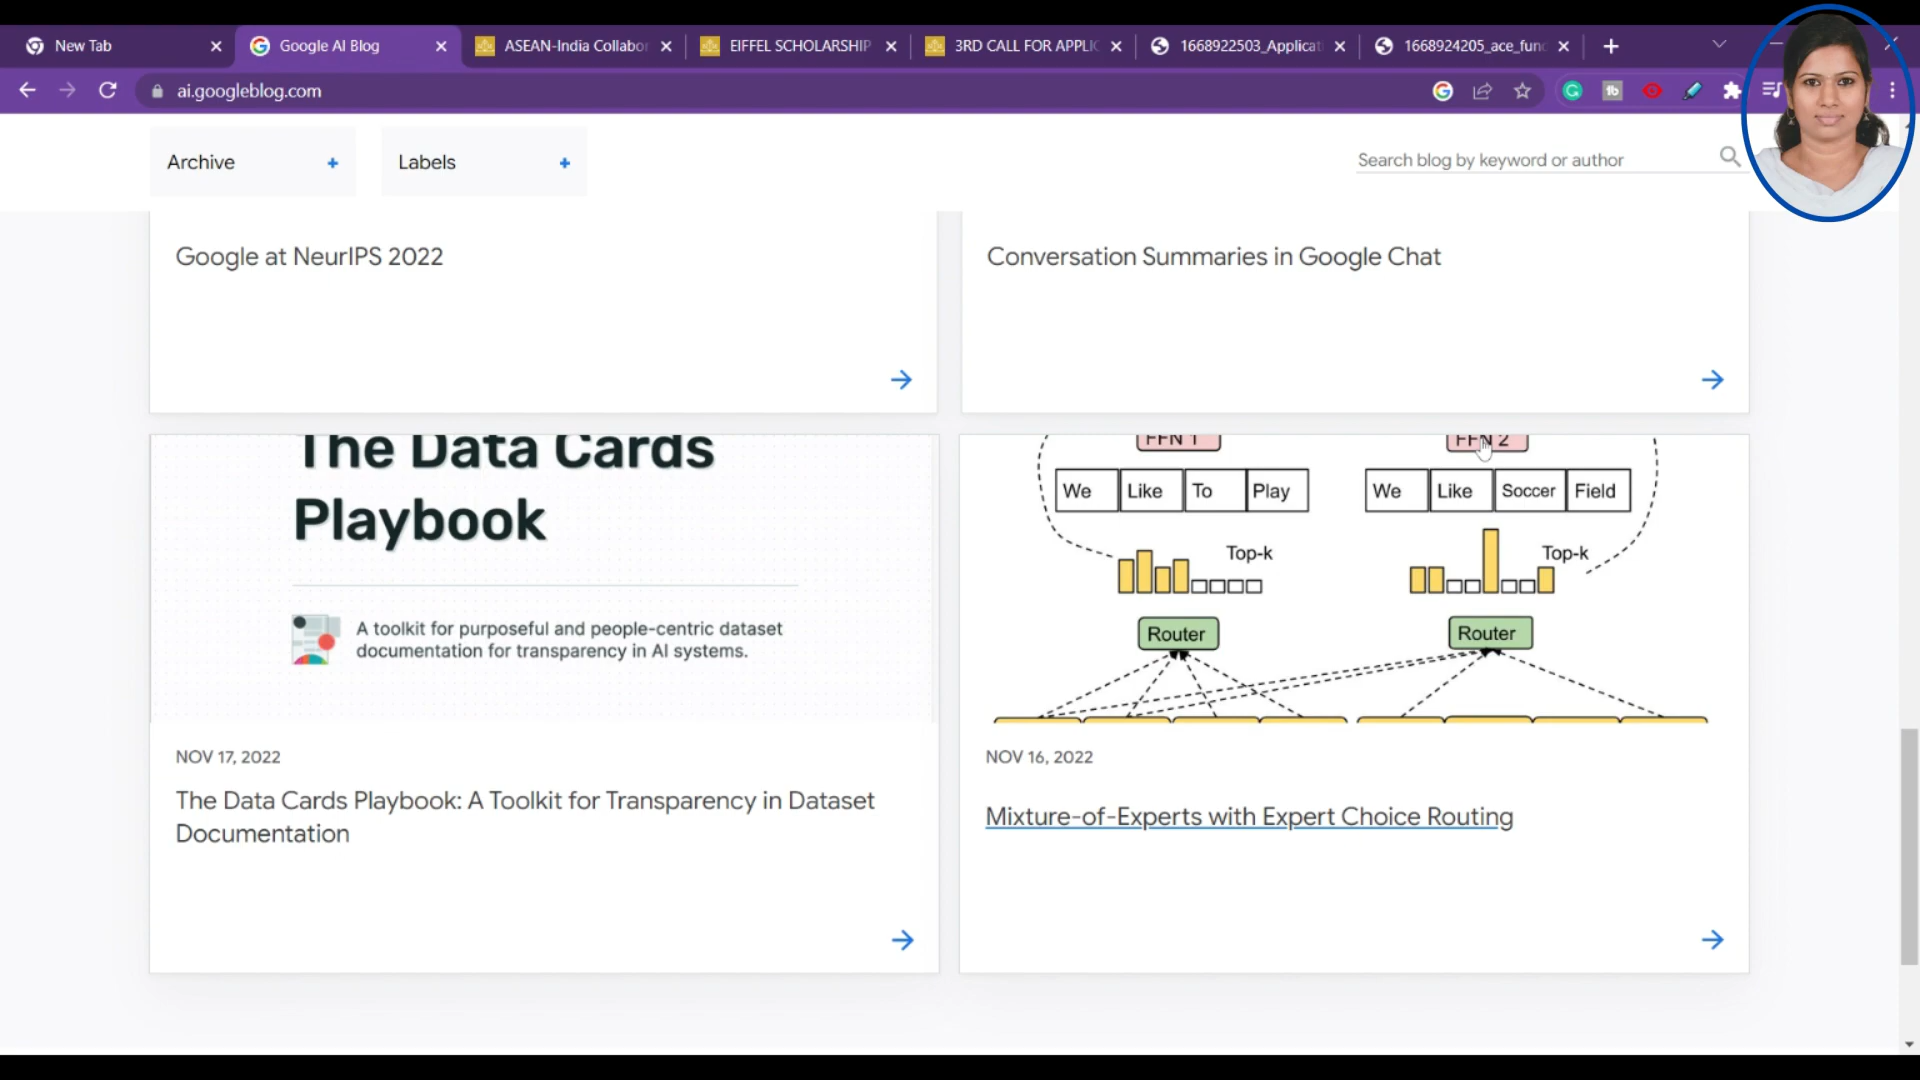 New Tab
Google AI Blog
ASEAN-India Collabor
EIFFEL SCHOLARSHIP
3RD CALL FOR APPLIC
1668922503_Applicat
1668924205_ace_func
ai.googleblog.com
Archive
Labels
Search blog by keyword or author
Google at NeurIPS 2022
Conversation Summaries in Google Chat
The Data Cards
Playbook
A toolkit for purposeful and people-centric dataset
documentation for transparency in AI systems.
NOV 17, 2022
The Data Cards Playbook: A Toolkit for Transparency in Dataset
Documentation
FFN 1
FFN 2
We Like To Play
We Like Soccer Field
Top-k
Top-k
Router
Router
NOV 16, 2022
Mixture-of-Experts with Expert Choice Routing